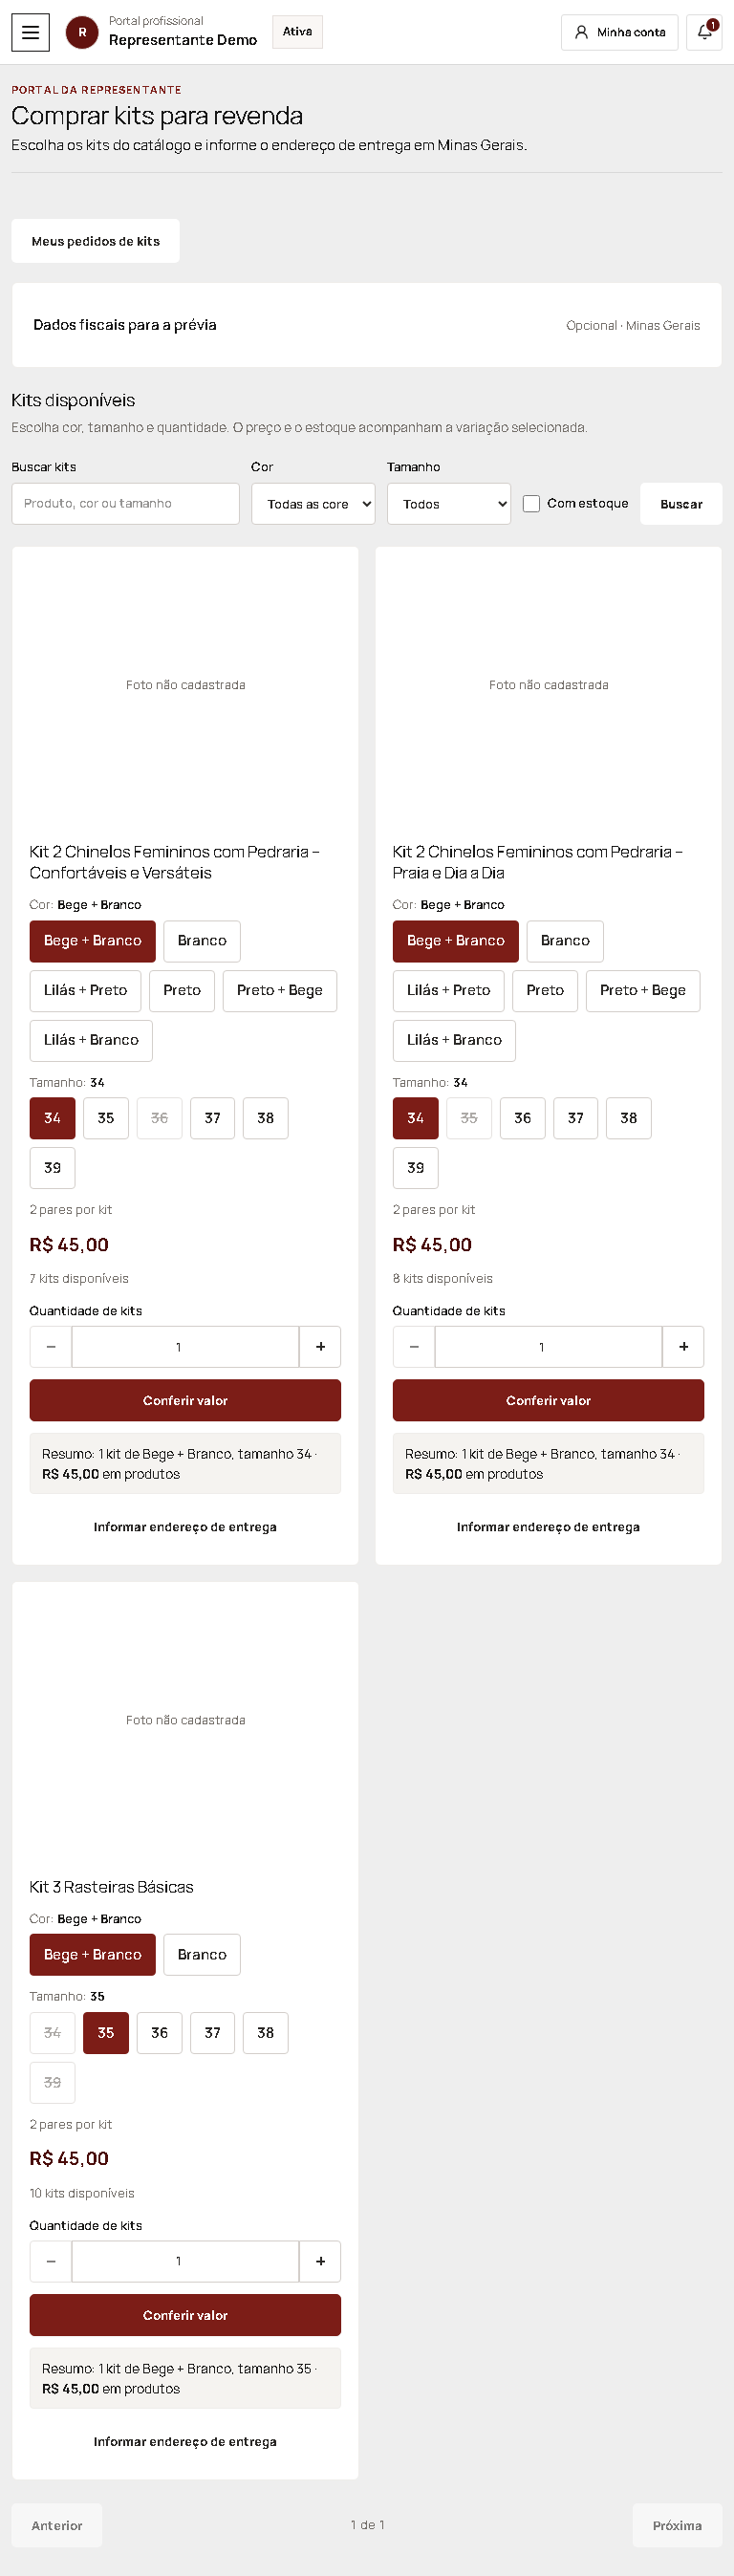 R
Portal profissional
Representante Demo
Ativa
Minha conta
1
PORTAL DA REPRESENTANTE
Comprar kits para revenda
Escolha os kits do catálogo e informe o endereço de entrega em Minas Gerais.
Meus pedidos de kits
Dados fiscais para a prévia
Opcional · Minas Gerais
Kits disponíveis
Escolha cor, tamanho e quantidade. O preço e o estoque acompanham a variação selecionada.
Buscar kits
Cor
Tamanho
Produto, cor ou tamanho
Todas as core
Todos
Com estoque
Buscar
Foto não cadastrada
Kit 2 Chinelos Femininos com Pedraria –
Confortáveis e Versáteis
Cor: Bege + Branco
Bege + Branco
Branco
Lilás + Preto
Preto
Preto + Bege
Lilás + Branco
Tamanho: 34
34
35
36
37
38
39
2 pares por kit
R$ 45,00
7 kits disponíveis
Quantidade de kits
−
1
+
Conferir valor
Resumo: 1 kit de Bege + Branco, tamanho 34 ·
R$ 45,00 em produtos
Informar endereço de entrega
Foto não cadastrada
Kit 2 Chinelos Femininos com Pedraria –
Praia e Dia a Dia
Cor: Bege + Branco
Bege + Branco
Branco
Lilás + Preto
Preto
Preto + Bege
Lilás + Branco
Tamanho: 34
34
35
36
37
38
39
2 pares por kit
R$ 45,00
8 kits disponíveis
Quantidade de kits
−
1
+
Conferir valor
Resumo: 1 kit de Bege + Branco, tamanho 34 ·
R$ 45,00 em produtos
Informar endereço de entrega
Foto não cadastrada
Kit 3 Rasteiras Básicas
Cor: Bege + Branco
Bege + Branco
Branco
Tamanho: 35
34
35
36
37
38
39
2 pares por kit
R$ 45,00
10 kits disponíveis
Quantidade de kits
−
1
+
Conferir valor
Resumo: 1 kit de Bege + Branco, tamanho 35 ·
R$ 45,00 em produtos
Informar endereço de entrega
Anterior
1 de 1
Próxima